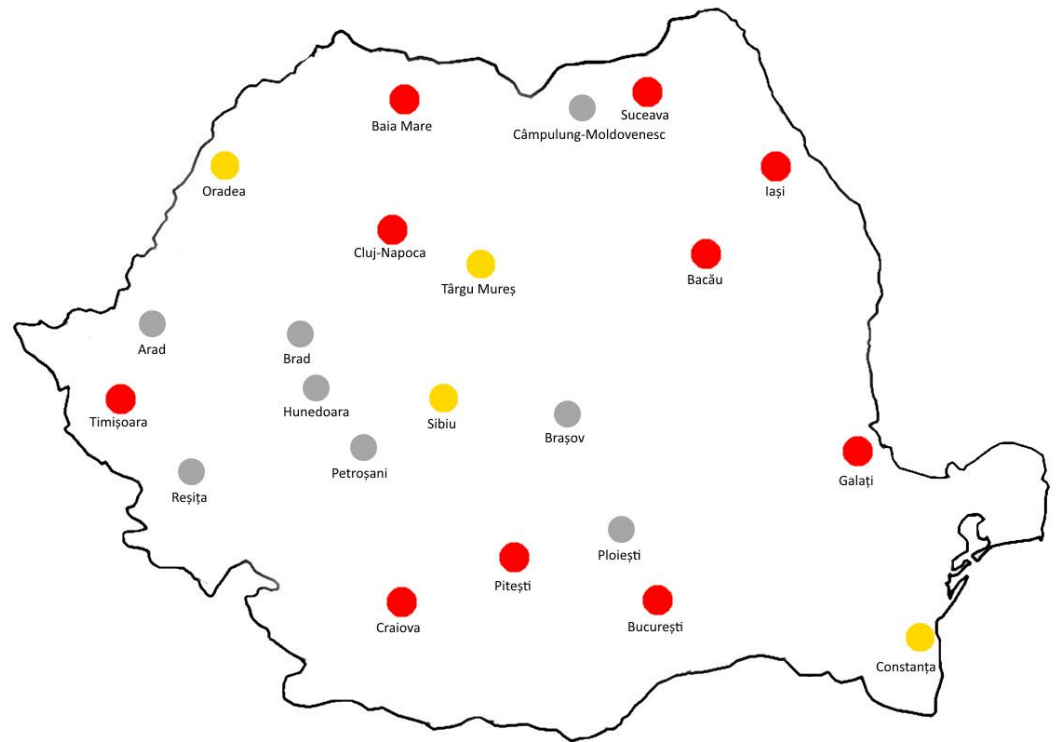 Suceava
Baia Mare
Câmpulung-Moldovenesc
Oradea
Iași
Cluj-Napoca
Târgu Mureș
Bacău
Arad
Brad
Hunedoara
Timișoara
Sibiu
Brașov
Petroșani
Galați
Reșița
Ploiești
Pitești
Craiova
București
Constanța